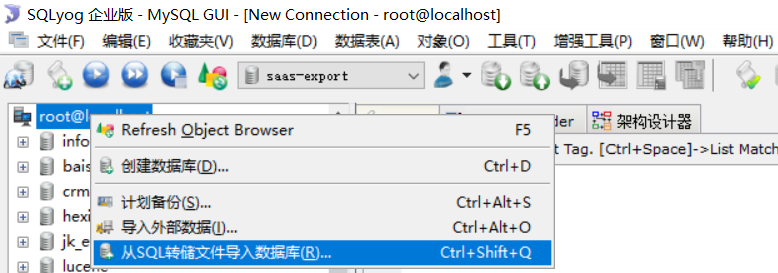 SQLyog 企业版 - MySQL GUI - [New Connection - root@localhost]
文件(F) 编辑(E) 收藏夹(V) 数据库(D) 数据表(A) 对象(O) 工具(T) 增强工具(P) 窗口(W) 帮助(H)
saas-export
root@localhost
架构设计器
Refresh Object Browser F5
t Tag. [Ctrl+Space]->List Match
info
创建数据库(D)... Ctrl+D
bais
crm
计划备份(S)... Ctrl+Alt+S
hexi
导入外部数据(I)... Ctrl+Alt+O
jk_e
从SQL转储文件导入数据库(R)... Ctrl+Shift+Q
lucene